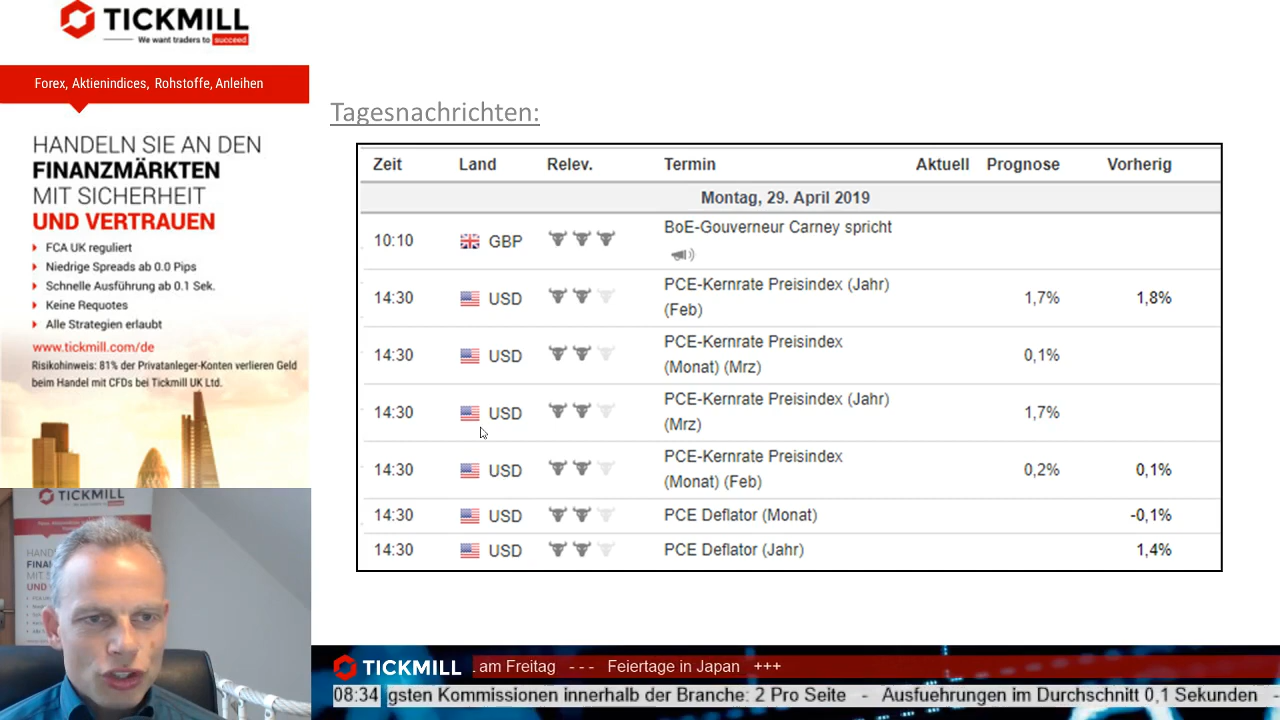 TICKMILL
We want traders to succeed
Forex, Aktienindices, Rohstoffe, Anleihen
HANDELN SIE AN DEN
FINANZMÄRKTEN
MIT SICHERHEIT
UND VERTRAUEN
FCA UK reguliert
Niedrige Spreads ab 0.0 Pips
Schnelle Ausführung ab 0.1 Sek.
Keine Requotes
Alle Strategien erlaubt
www.tickmill.com/de
Risikohinweis: 81% der Privatanleger-Konten verlieren Geld
beim Handel mit CFDs bei Tickmill UK Ltd.
Tagesnachrichten:
Zeit Land Relev. Termin Aktuell Prognose Vorherig
Montag, 29. April 2019
10:10 GBP BoE-Gouverneur Carney spricht
14:30 USD PCE-Kernrate Preisindex (Jahr) 1,7% 1,8%
(Feb)
14:30 USD PCE-Kernrate Preisindex 0,1%
(Monat) (Mrz)
14:30 USD PCE-Kernrate Preisindex (Jahr) 1,7%
(Mrz)
14:30 USD PCE-Kernrate Preisindex 0,2% 0,1%
(Monat) (Feb)
14:30 USD PCE Deflator (Monat) -0,1%
14:30 USD PCE Deflator (Jahr) 1,4%
TICKMILL
TICKMILL . am Freitag --- Feiertage in Japan +++
08:34 gsten Kommissionen innerhalb der Branche: 2 Pro Seite - Ausfuehrungen im Durchschnitt 0,1 Sekunden -